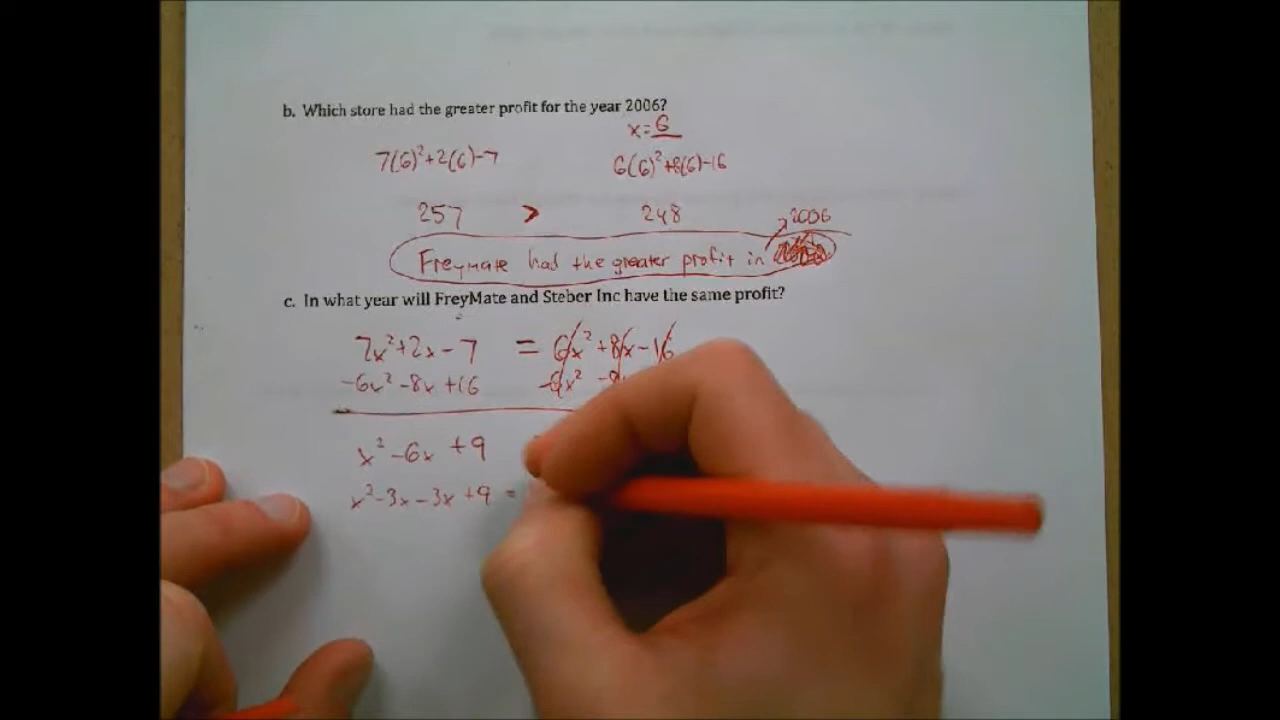 b. Which store had the greater profit for the year 2006?
x=6
7(6)²+2(6)-7 6(6)²+8(6)-16
257 > 248 2006
Freymate had the greater profit in
c. In what year will FreyMate and Steber Inc have the same profit?
7x²+2x-7 = 6x²+8x-16
-6x²-8x+16 -6x² -8
x²-6x+9
x²-3x-3x+9 =